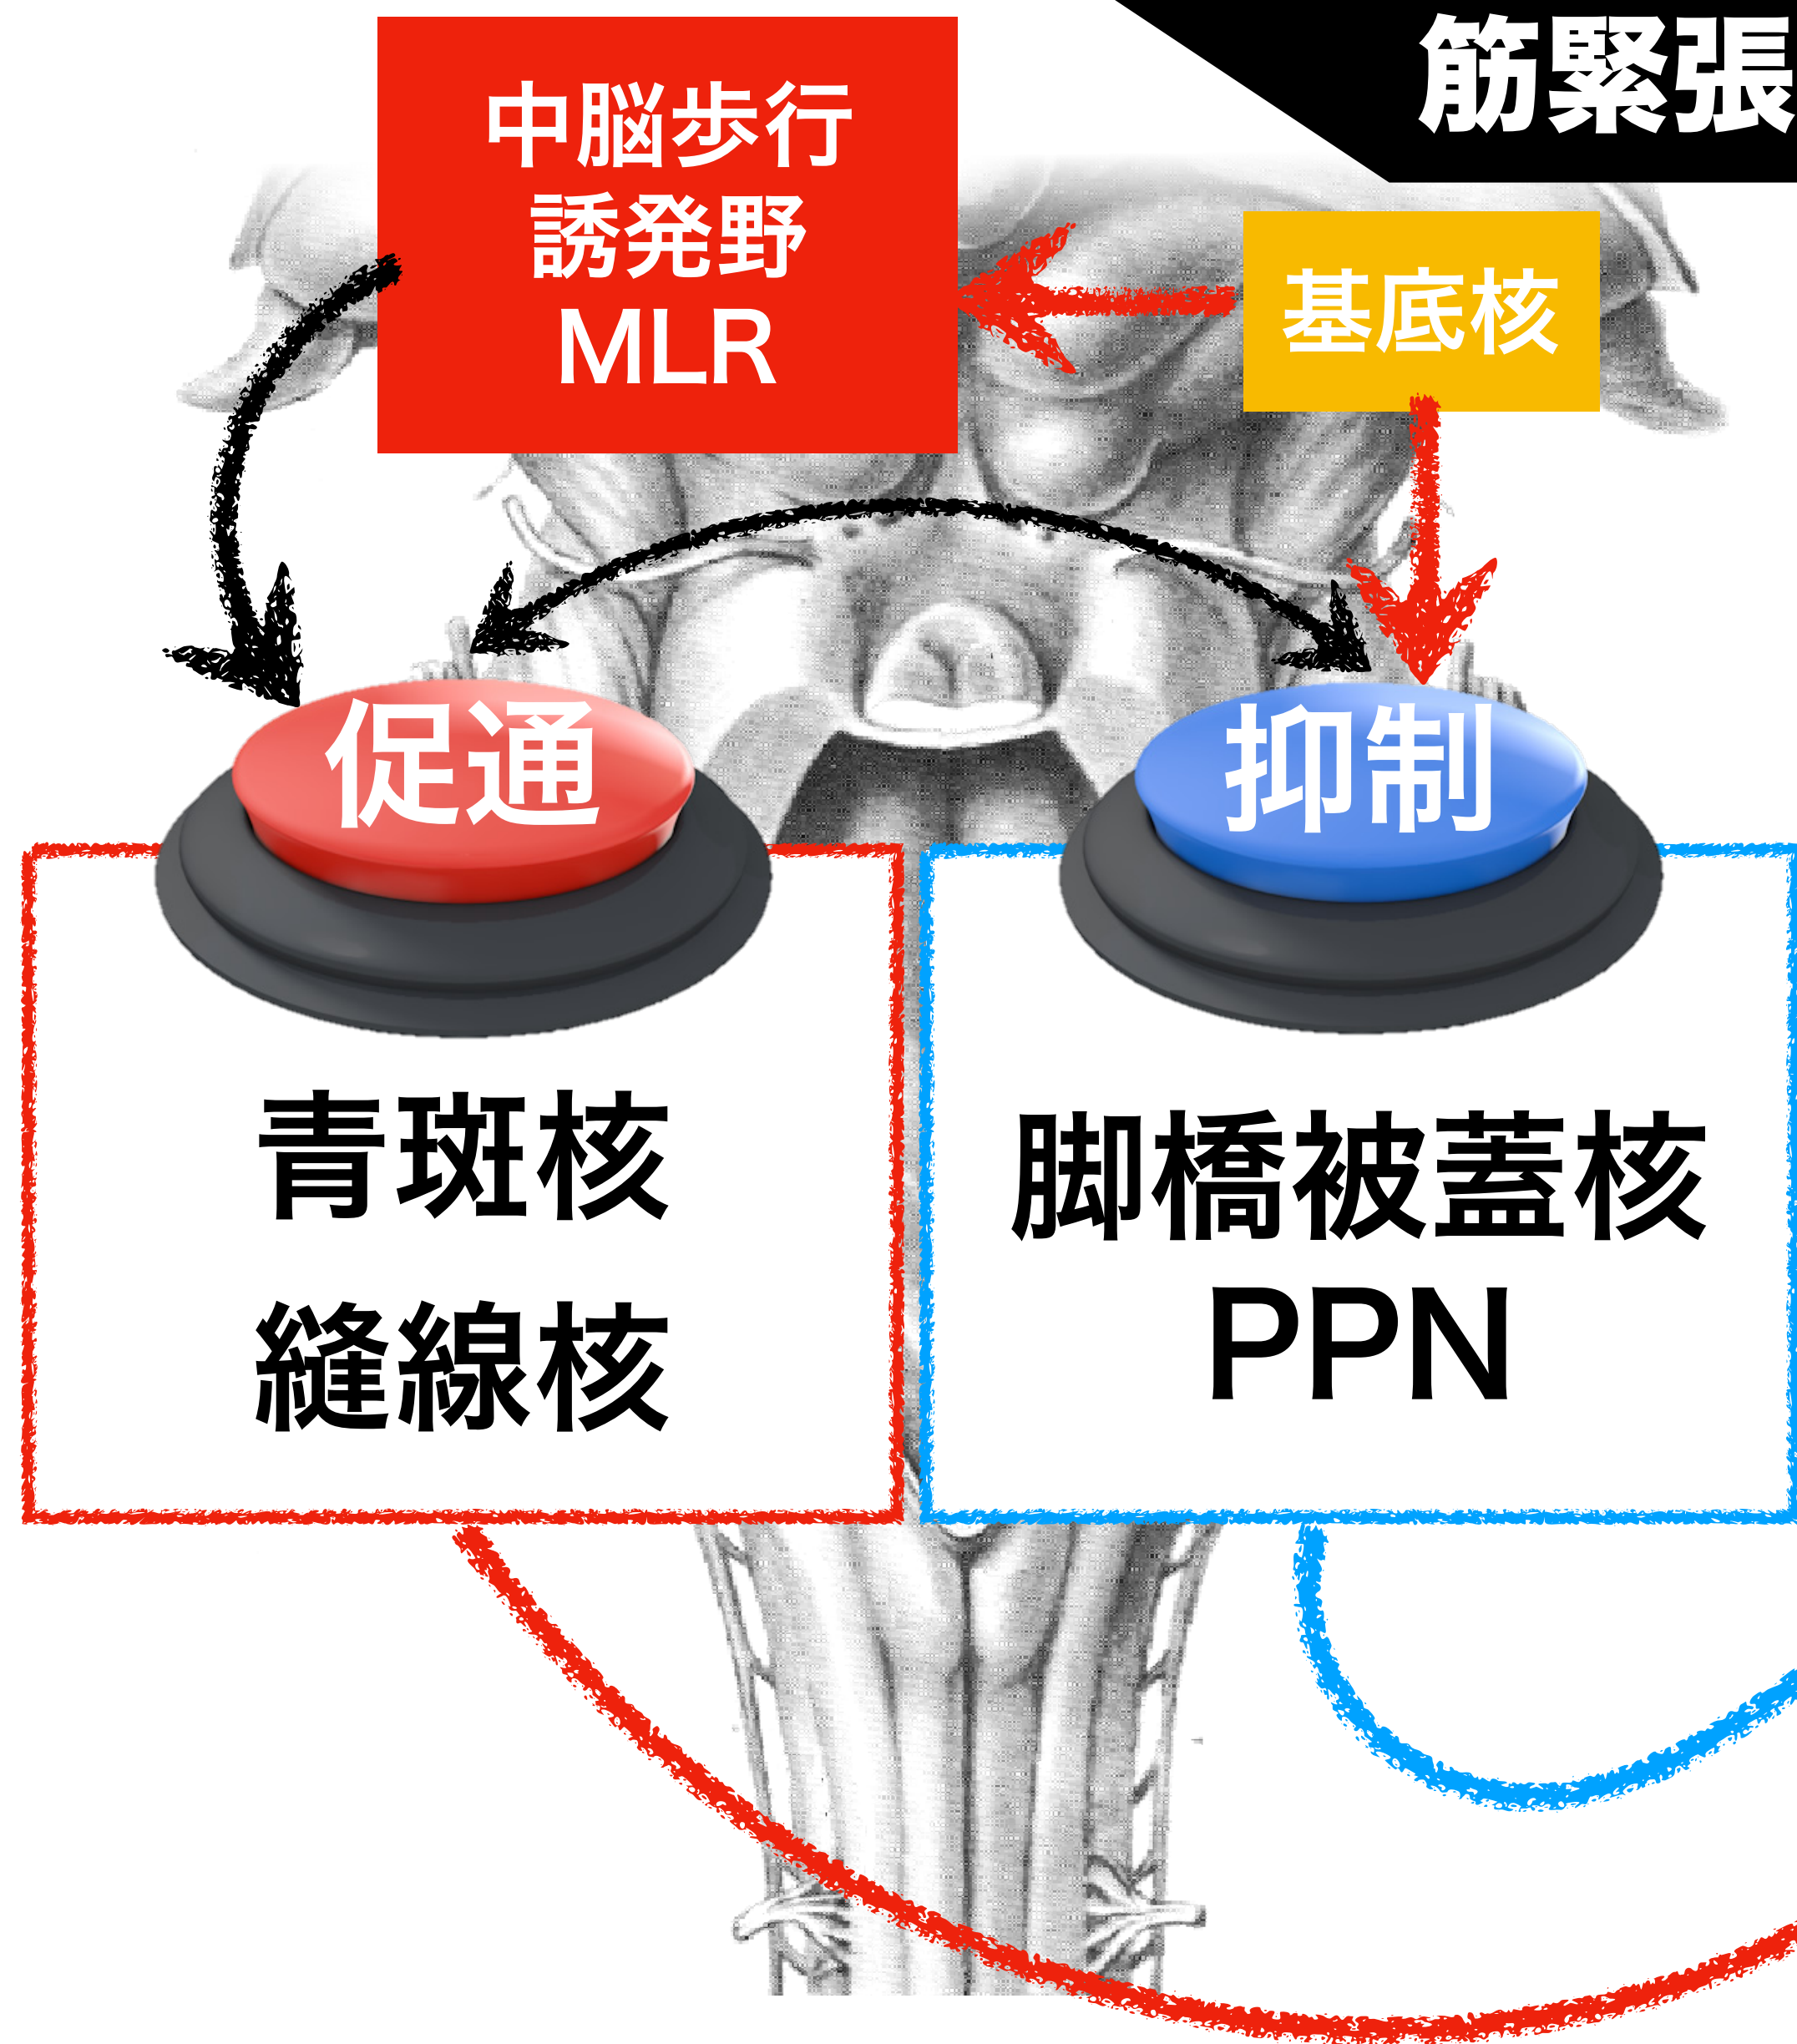 筋緊張
中脳歩行
誘発野
MLR
基底核
促通
抑制
青斑核
縫線核
脚橋被蓋核
PPN